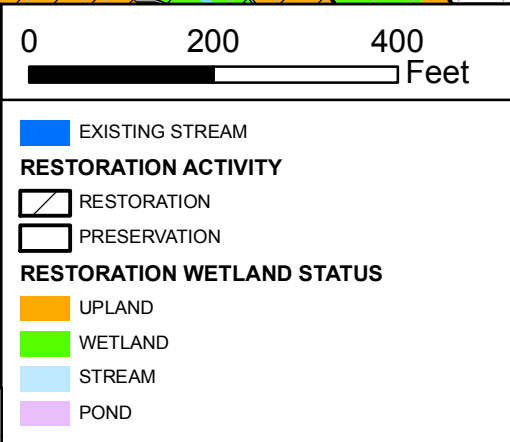 0 200 400
Feet
EXISTING STREAM
RESTORATION ACTIVITY
RESTORATION
PRESERVATION
RESTORATION WETLAND STATUS
UPLAND
WETLAND
STREAM
POND